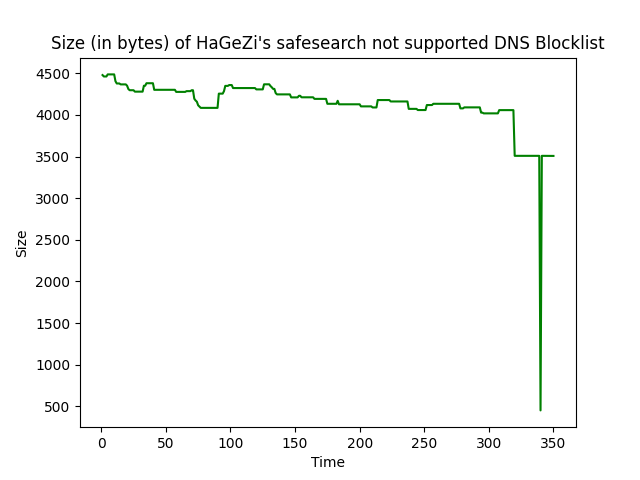 Size (in bytes) of HaGeZi's safesearch not supported DNS Blocklist
4500
4000
3500
3000
2500
2000
1500
1000
500
Size
0 50 100 150 200 250 300 350
Time